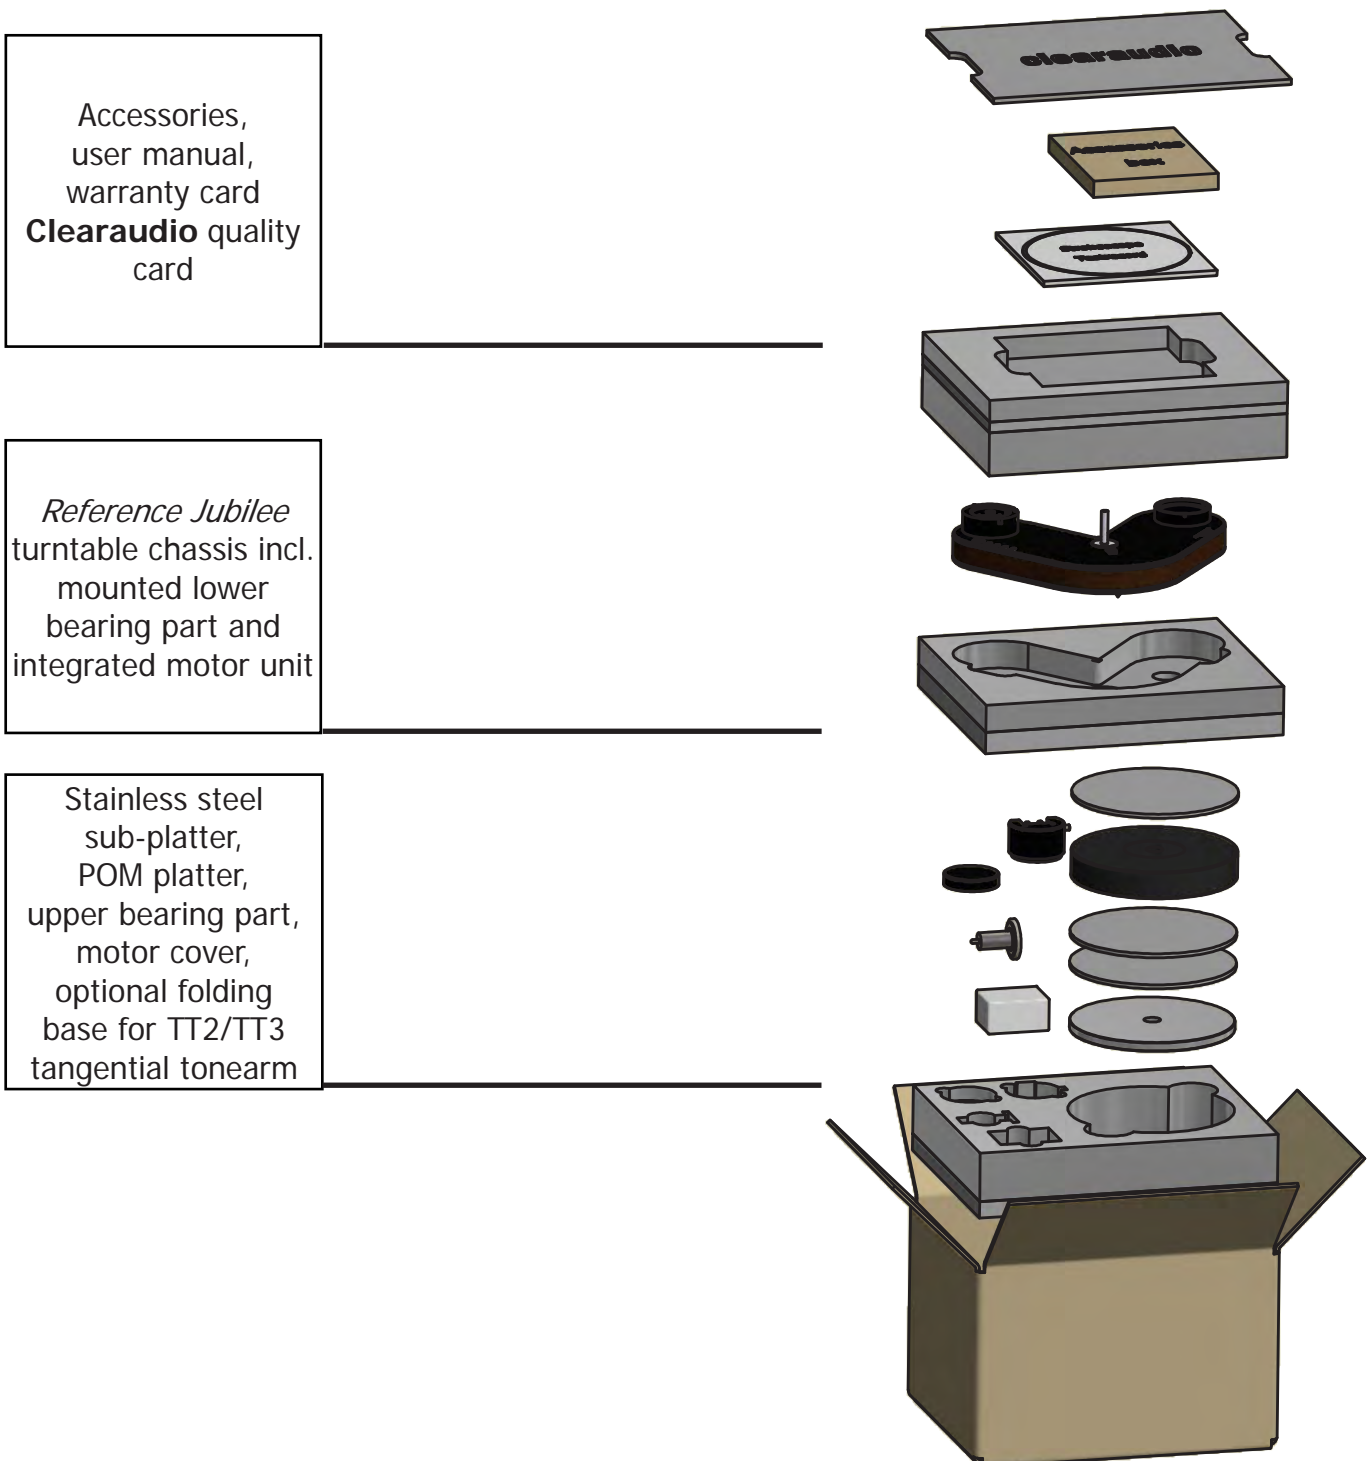 clearaudio
Accessories
box
Accessories,
user manual,
warranty card
Clearaudio quality
card
Reference Jubilee
turntable chassis incl.
mounted lower
bearing part and
integrated motor unit
Stainless steel
sub-platter,
POM platter,
upper bearing part,
motor cover,
optional folding
base for TT2/TT3
tangential tonearm